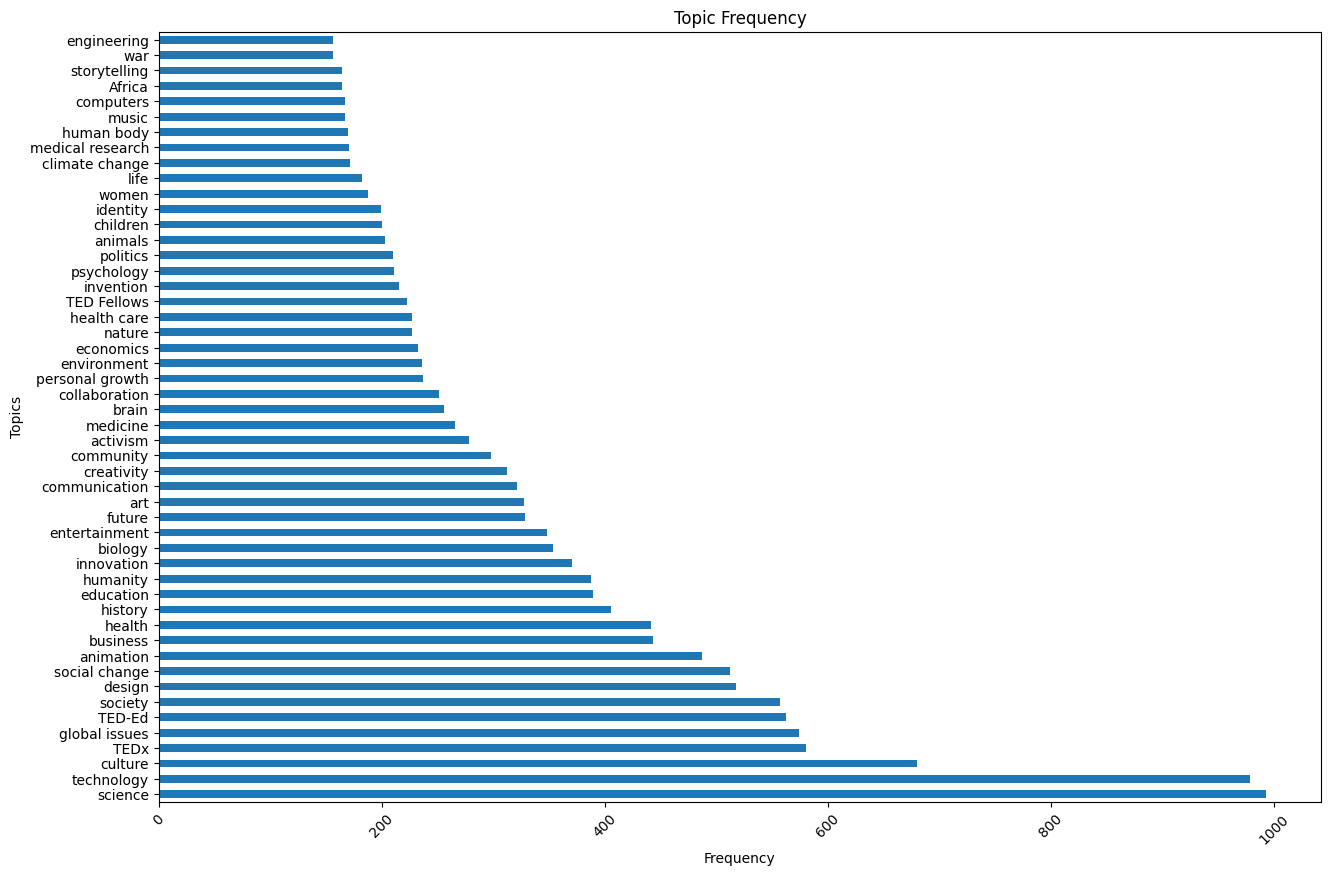 Topic Frequency
engineering
war
storytelling
Africa
computers
music
human body
medical research
climate change
life
women
identity
children
animals
politics
psychology
invention
TED Fellows
health care
nature
economics
environment
personal growth
collaboration
brain
medicine
activism
community
creativity
communication
art
future
entertainment
biology
innovation
humanity
education
history
health
business
animation
social change
design
society
TED-Ed
global issues
TEDx
culture
technology
science
Topics
0 200 400 600 800 1000
Frequency